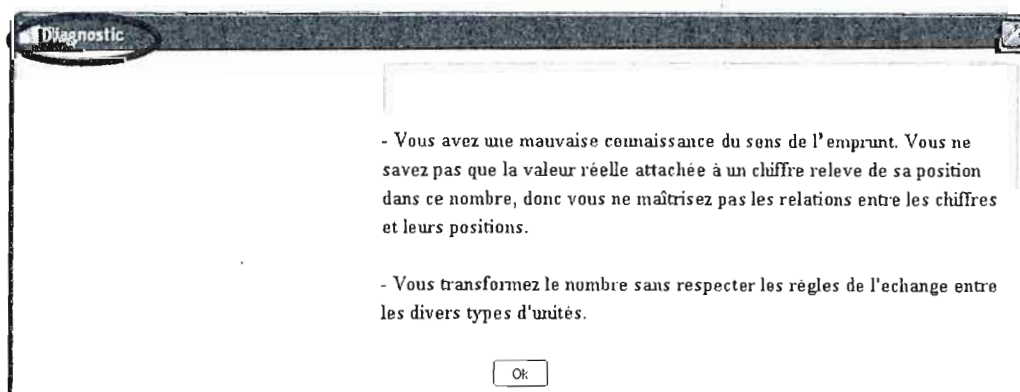 Diagnostic
- Vous avez une mauvaise connaissance du sens de l'emprunt. Vous ne
savez pas que la valeur réelle attachée à un chiffre releve de sa position
dans ce nombre, donc vous ne maîtrisez pas les relations entre les chiffres
et leurs positions.
- Vous transformez le nombre sans respecter les règles de l'echange entre
les divers types d'unités.
Ok